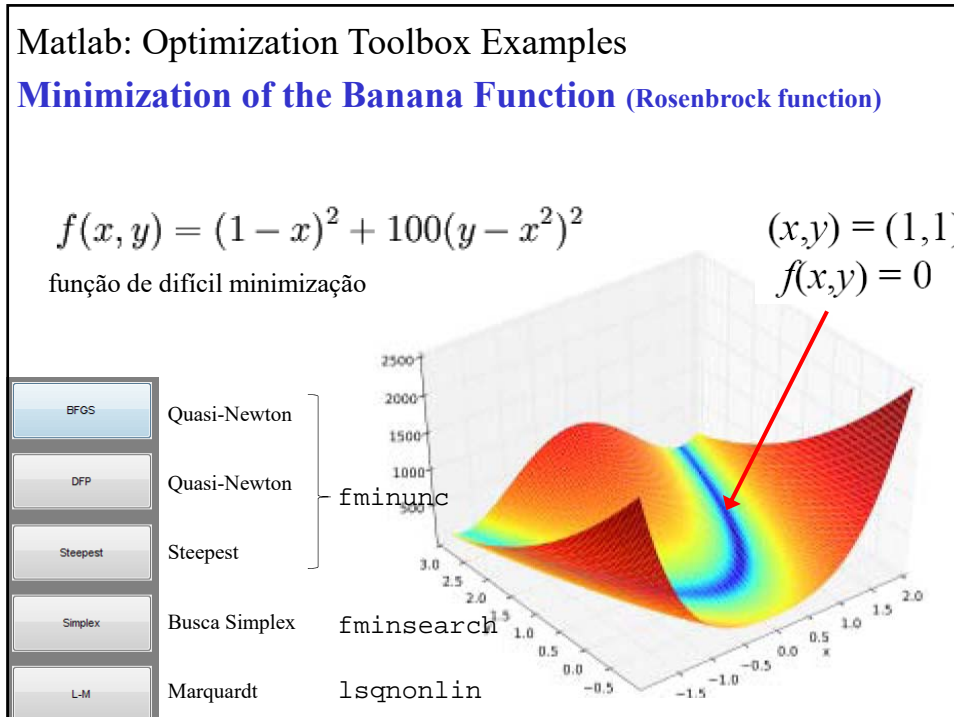 Matlab: Optimization Toolbox Examples
Minimization of the Banana Function (Rosenbrock function)
f(x, y) = (1 − x)² + 100(y − x²)²
função de difícil minimização
(x,y) = (1,1)
f(x,y) = 0
BFGS
Quasi-Newton
DFP
Quasi-Newton
fminunc
Steepest
Steepest
Simplex
Busca Simplex
fminsearch
L-M
Marquardt
lsqnonlin
2500
2000
1500
1000
500
3.0
2.5
2.0
1.5
1.0
0.5
0.0
−0.5
−1.5
−1.0
−0.5
0.0
0.5
1.0
1.5
2.0
x